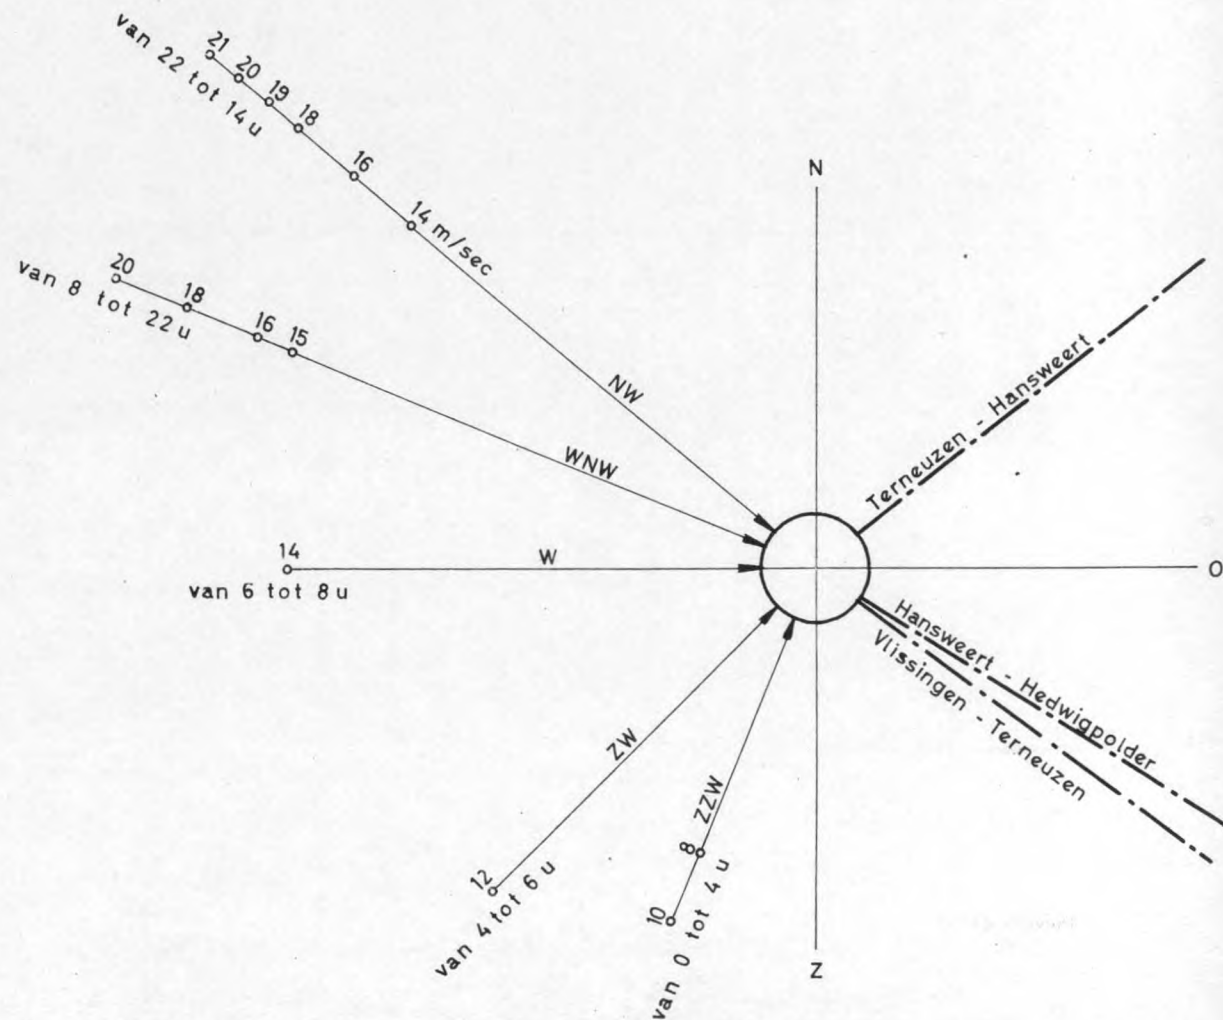 21
20
19
18
16
14 m/sec
van 22 tot 14 u
NW
20
18
16
15
van 8 tot 22 u
WNW
14
W
van 6 tot 8 u
12
ZW
van 4 tot 6 u
10
8
ZZW
van 0 tot 4 u
N
O
Z
Terneuzen - Hansweert
Hansweert - Hedwigpolder
Vlissingen - Terneuzen